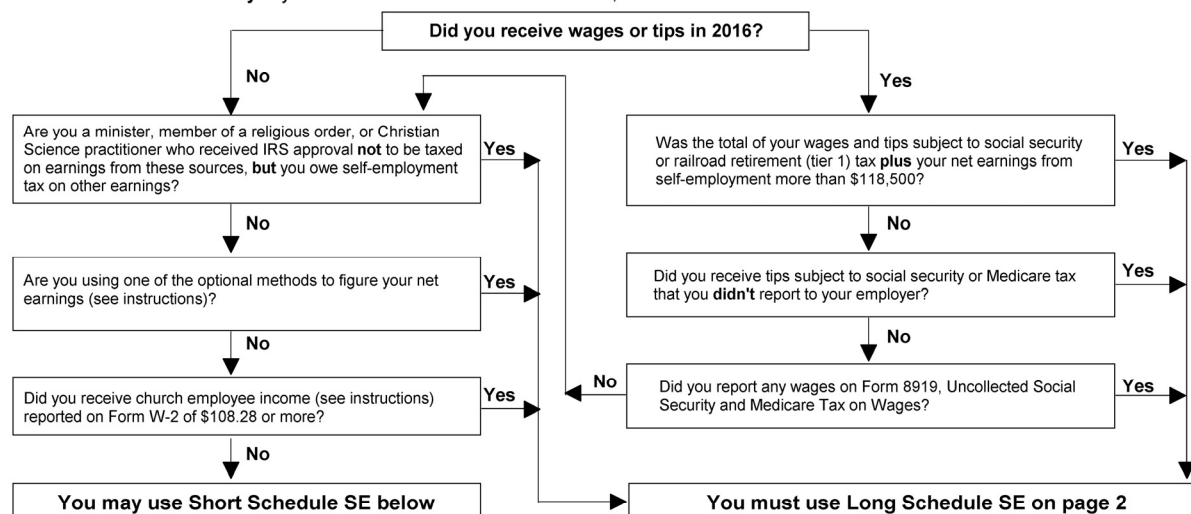 Did you receive wages or tips in 2016?
No
Yes
Are you a minister, member of a religious order, or Christian
Science practitioner who received IRS approval not to be taxed
on earnings from these sources, but you owe self-employment
tax on other earnings?
Yes
Was the total of your wages and tips subject to social security
or railroad retirement (tier 1) tax plus your net earnings from
self-employment more than $118,500?
Yes
No
No
Are you using one of the optional methods to figure your net
earnings (see instructions)?
Yes
Did you receive tips subject to social security or Medicare tax
that you didn't report to your employer?
Yes
No
No
Did you receive church employee income (see instructions)
reported on Form W-2 of $108.28 or more?
Yes
No
Did you report any wages on Form 8919, Uncollected Social
Security and Medicare Tax on Wages?
Yes
No
You may use Short Schedule SE below
You must use Long Schedule SE on page 2